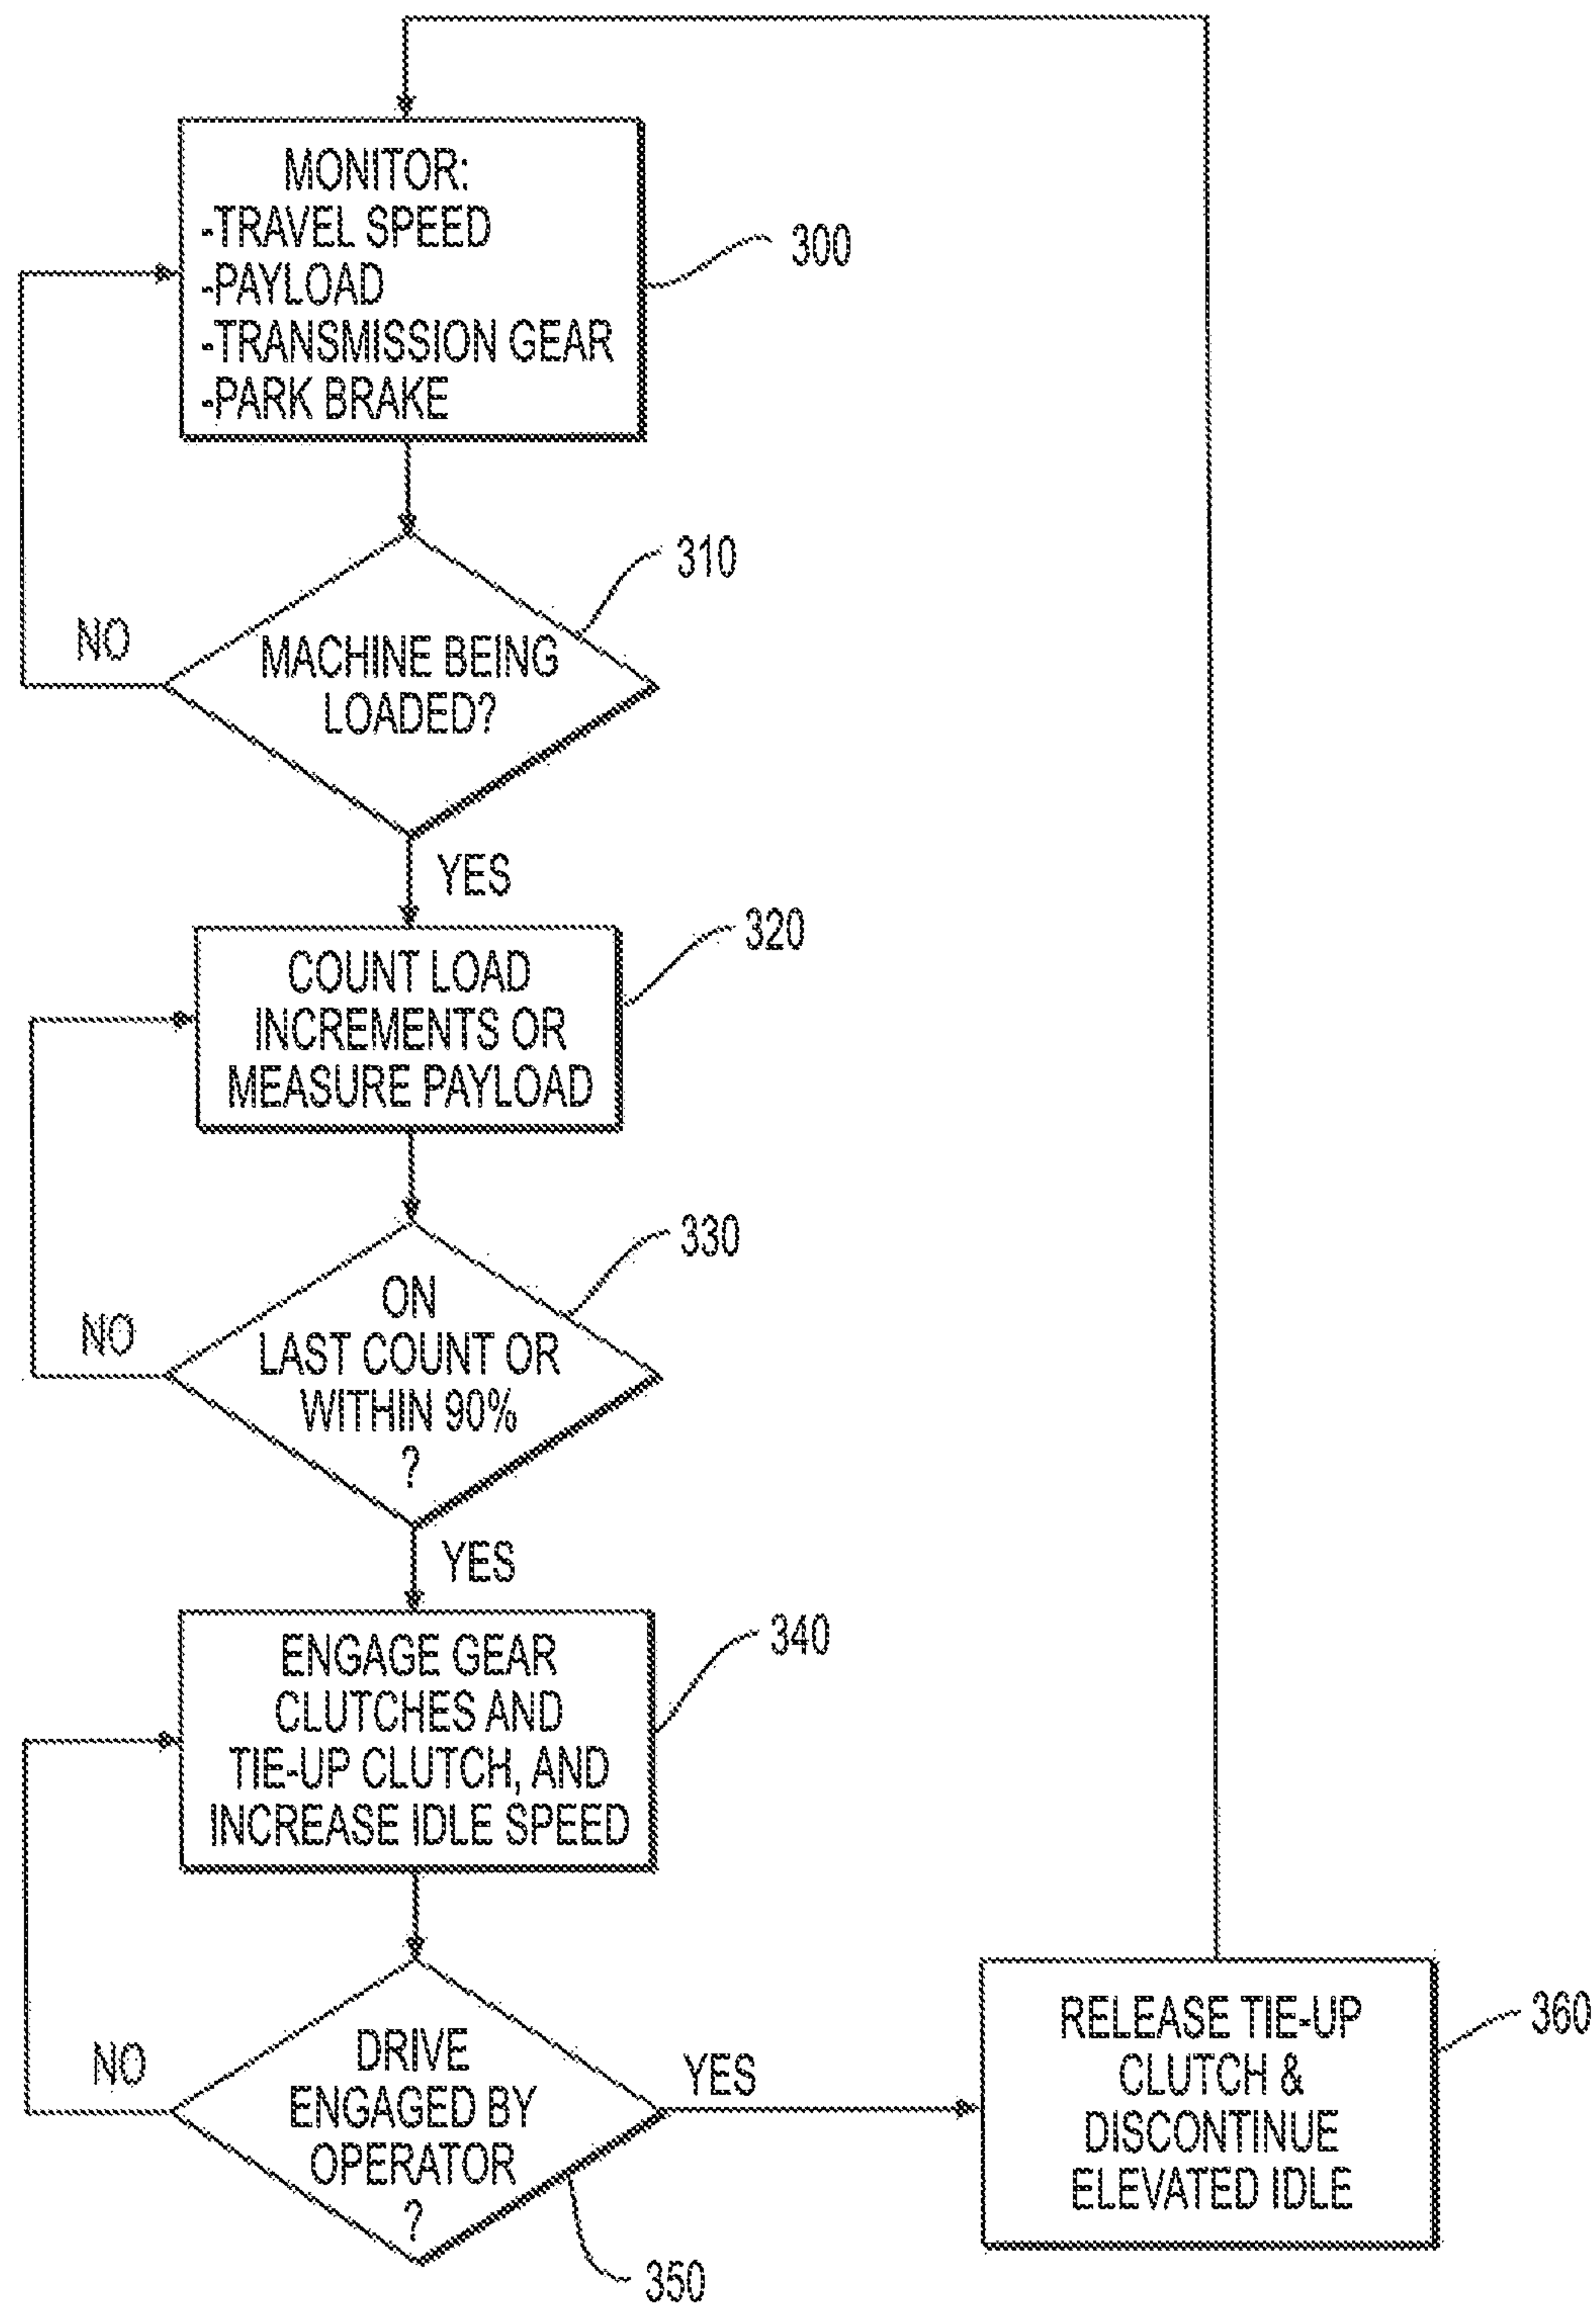 MONITOR:
-TRAVEL SPEED
-PAYLOAD
-TRANSMISSION GEAR
-PARK BRAKE
300
310
NO
MACHINE BEING
LOADED?
YES
320
COUNT LOAD
INCREMENTS OR
MEASURE PAYLOAD
330
ON
LAST COUNT OR
WITHIN 90%
?
NO
YES
340
ENGAGE GEAR
CLUTCHES AND
TIE-UP CLUTCH, AND
INCREASE IDLE SPEED
NO
DRIVE
ENGAGED BY
OPERATOR
?
YES
350
RELEASE TIE-UP
CLUTCH &
DISCONTINUE
ELEVATED IDLE
360